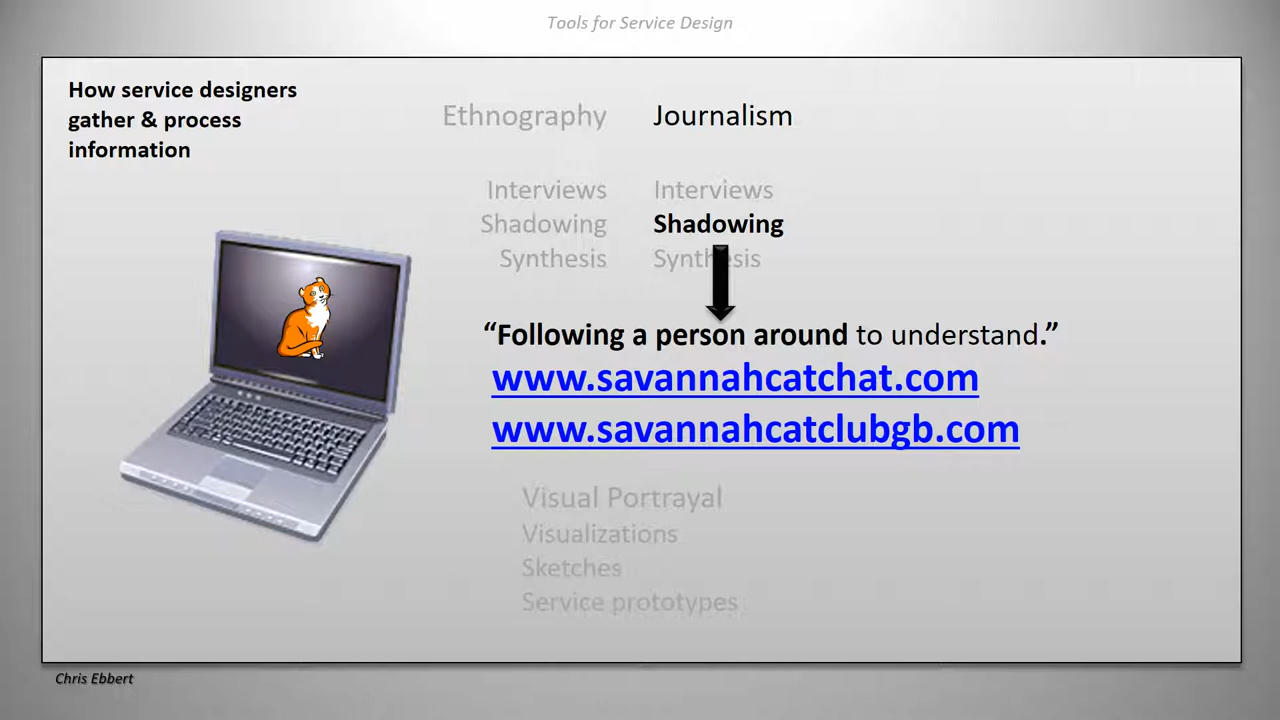 Tools for Service Design
How service designers
gather & process
information
Ethnography
Journalism
Interviews
Interviews
Shadowing
Shadowing
Synthesis
Synthesis
“Following a person around to understand.”
www.savannahcatchat.com
www.savannahcatclubgb.com
Visual Portrayal
Visualizations
Sketches
Service prototypes
Chris Ebbert